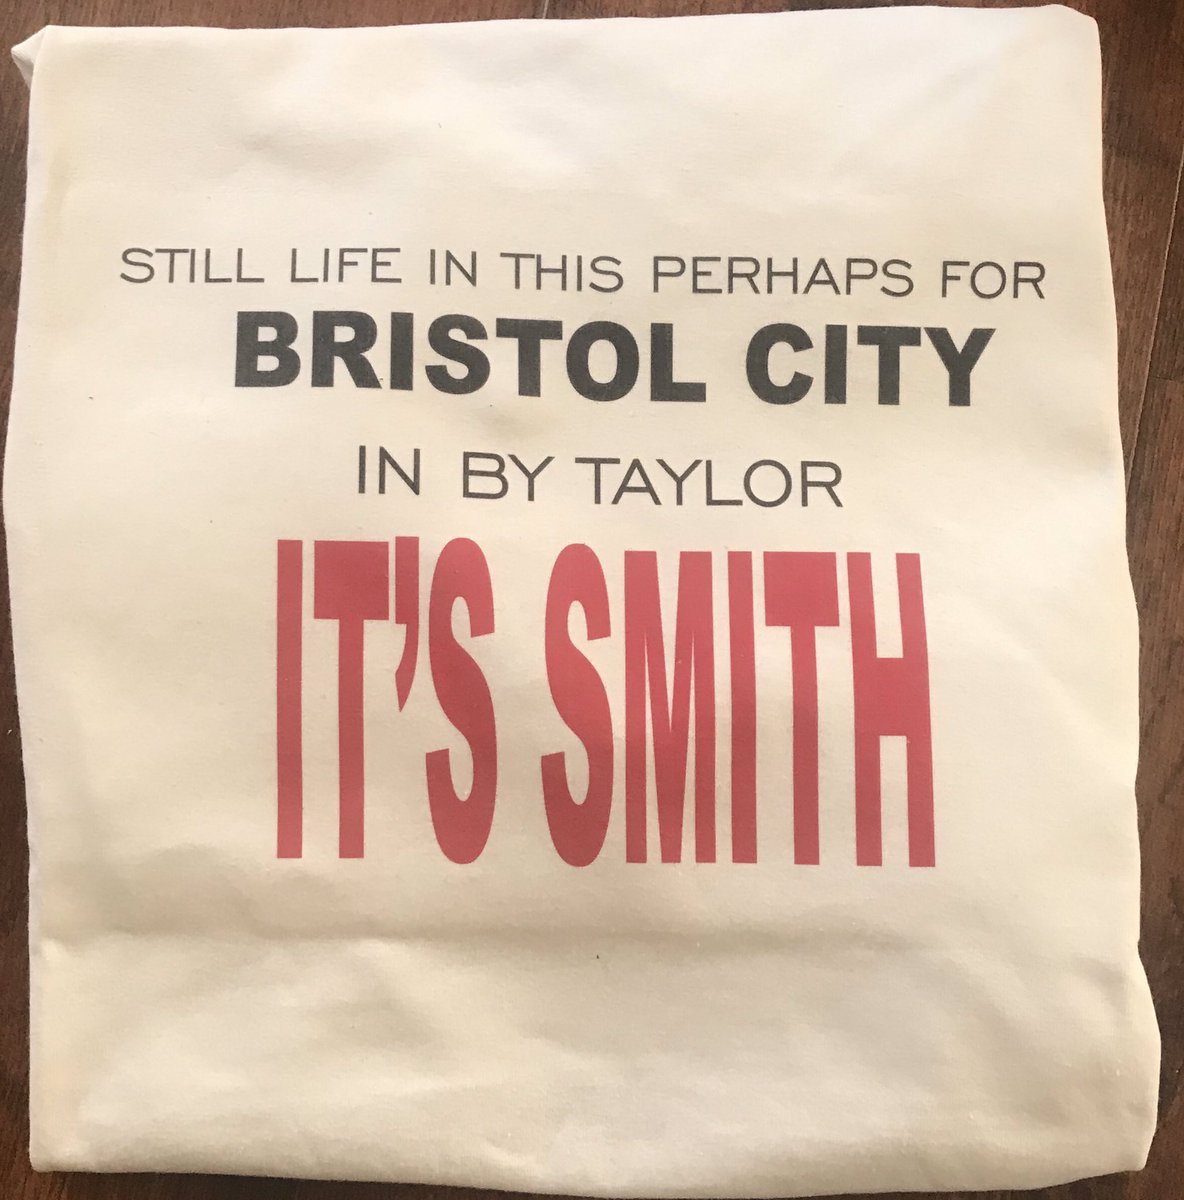 STILL LIFE IN THIS PERHAPS FOR
BRISTOL CITY
IN BY TAYLOR
IT'S SMITH